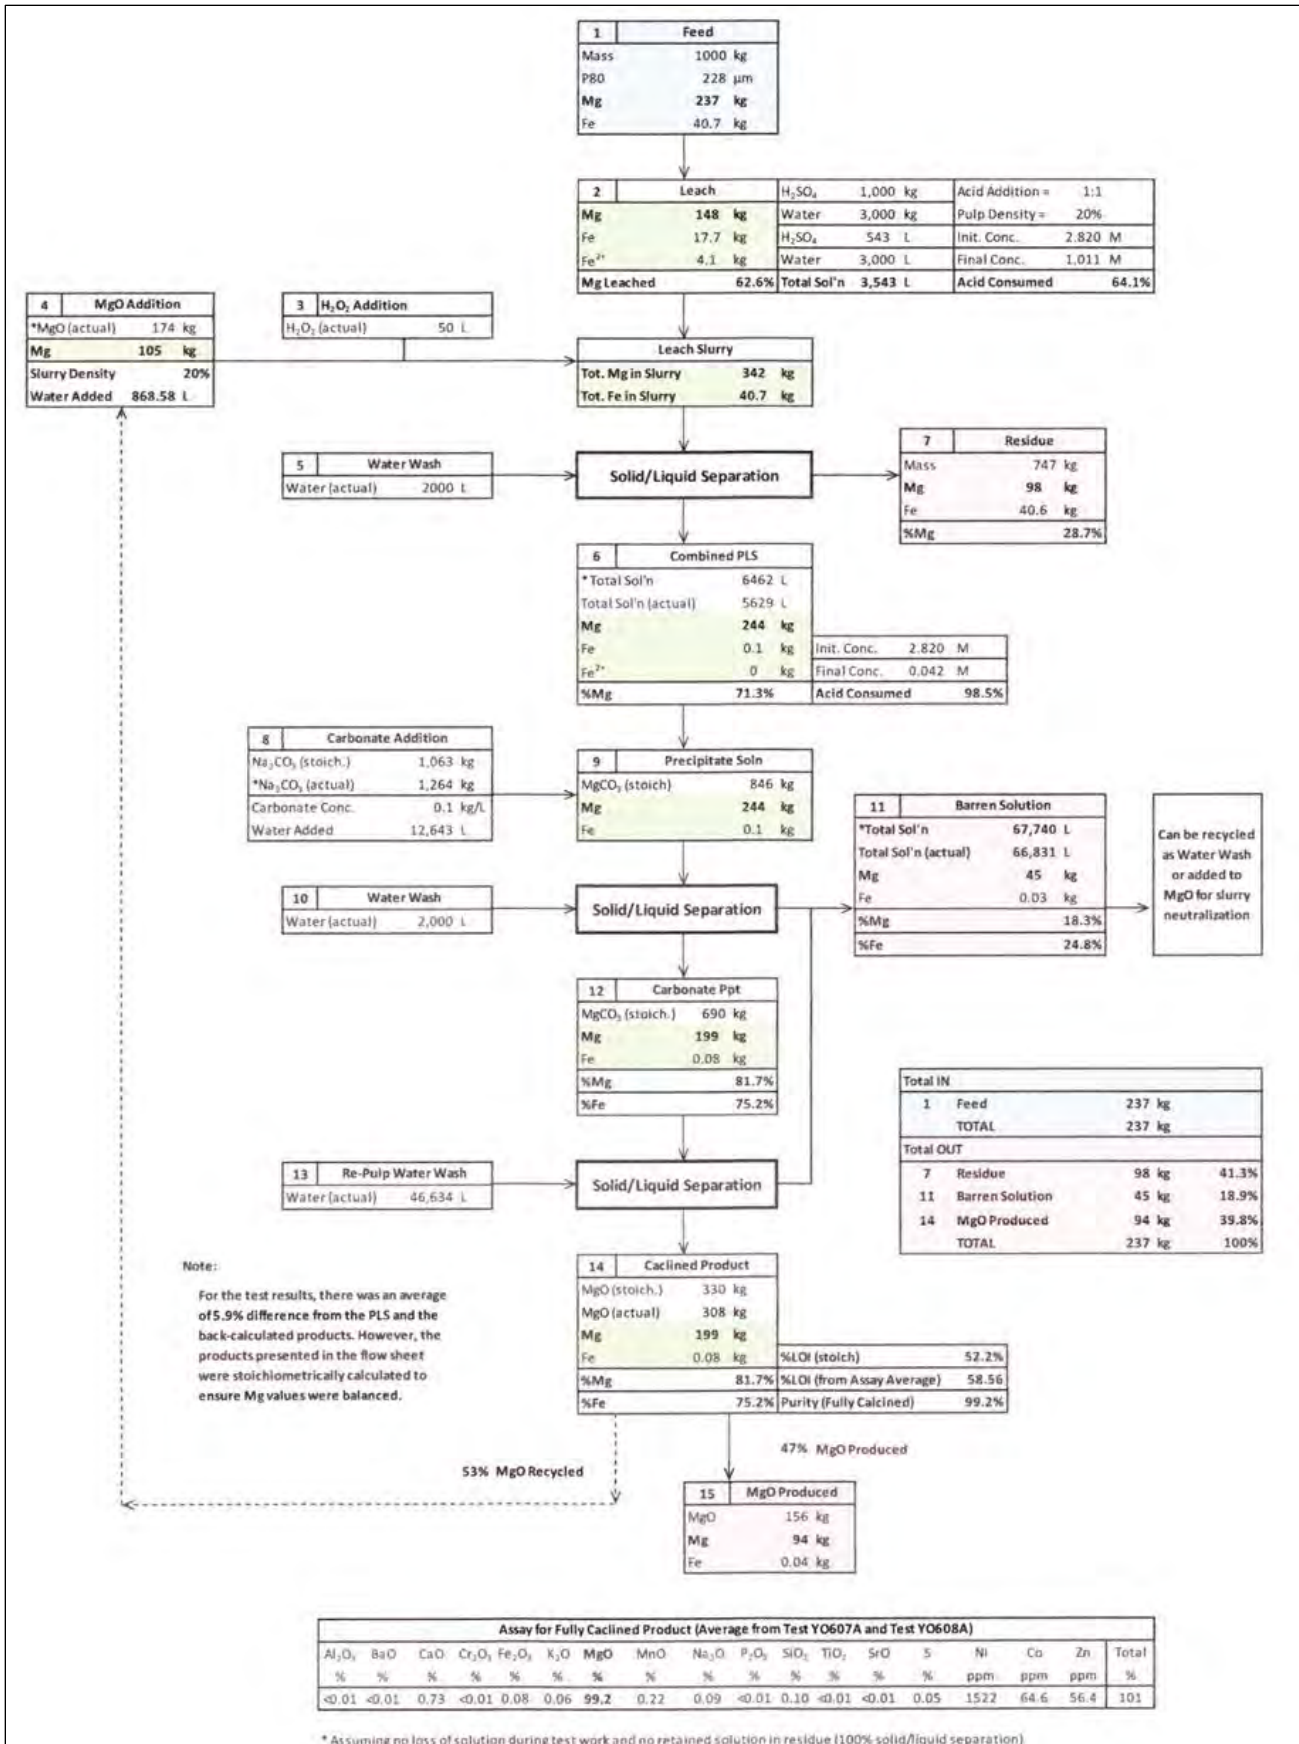 1 Feed
Mass 1000 kg
P80 228 µm
Mg 237 kg
Fe 40.7 kg
2 Leach
Mg 148 kg
Fe 17.7 kg
Fe²⁺ 4.1 kg
Mg Leached 62.6%
H₂SO₄ 1,000 kg
Water 3,000 kg
H₂SO₄ 543 L
Water 3,000 L
Total Sol'n 3,543 L
Acid Addition = 1:1
Pulp Density = 20%
Init. Conc. 2.820 M
Final Conc. 1.011 M
Acid Consumed 64.1%
4 MgO Addition
*MgO (actual) 174 kg
Mg 105 kg
Slurry Density 20%
Water Added 868.58 L
3 H₂O₂ Addition
H₂O₂ (actual) 50 L
Leach Slurry
Tot. Mg in Slurry 342 kg
Tot. Fe in Slurry 40.7 kg
5 Water Wash
Water (actual) 2000 L
Solid/Liquid Separation
7 Residue
Mass 747 kg
Mg 98 kg
Fe 40.6 kg
%Mg 28.7%
6 Combined PLS
*Total Sol'n 6462 L
Total Sol'n (actual) 5629 L
Mg 244 kg
Fe 0.1 kg
Fe²⁺ 0 kg
%Mg 71.3%
Init. Conc. 2.820 M
Final Conc. 0.042 M
Acid Consumed 98.5%
8 Carbonate Addition
Na₂CO₃ (stoich.) 1,063 kg
*Na₂CO₃ (actual) 1,264 kg
Carbonate Conc. 0.1 kg/L
Water Added 12,643 L
9 Precipitate Soln
MgCO₃ (stoich) 846 kg
Mg 244 kg
Fe 0.1 kg
11 Barren Solution
*Total Sol'n 67,740 L
Total Sol'n (actual) 66,831 L
Mg 45 kg
Fe 0.03 kg
%Mg 18.3%
%Fe 24.8%
Can be recycled
as Water Wash
or added to
MgO for slurry
neutralization
10 Water Wash
Water (actual) 2,000 L
Solid/Liquid Separation
12 Carbonate Ppt
MgCO₃ (stoich.) 690 kg
Mg 199 kg
Fe 0.08 kg
%Mg 81.7%
%Fe 75.2%
Total IN
1 Feed 237 kg
TOTAL 237 kg
Total OUT
7 Residue 98 kg 41.3%
11 Barren Solution 45 kg 18.9%
14 MgO Produced 94 kg 39.8%
TOTAL 237 kg 100%
13 Re-Pulp Water Wash
Water (actual) 46,634 L
Solid/Liquid Separation
14 Caclined Product
MgO (stoich.) 330 kg
MgO (actual) 308 kg
Mg 199 kg
Fe 0.08 kg
%Mg 81.7%
%Fe 75.2%
%LOI (stoich) 52.2%
%LOI (from Assay Average) 58.56
Purity (Fully Calcined) 99.2%
Note:
For the test results, there was an average
of 5.9% difference from the PLS and the
back-calculated products. However, the
products presented in the flow sheet
were stoichiometrically calculated to
ensure Mg values were balanced.
53% MgO Recycled
47% MgO Produced
15 MgO Produced
MgO 156 kg
Mg 94 kg
Fe 0.04 kg
Assay for Fully Caclined Product (Average from Test YO607A and Test YO608A)
Al₂O₃ BaO CaO Cr₂O₃ Fe₂O₃ K₂O MgO MnO Na₂O P₂O₅ SiO₂ TiO₂ SrO S Ni Co Zn Total
% % % % % % % % % % % % % % ppm ppm ppm %
<0.01 <0.01 0.73 <0.01 0.08 0.06 99.2 0.22 0.09 <0.01 0.10 <0.01 <0.01 0.05 1522 64.6 56.4 101
* Assuming no loss of solution during test work and no retained solution in residue (100% solid/liquid separation)